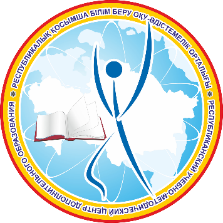 РЕСПУБЛИКАЛЫҚ ҚОСЫМША БІЛІМ БЕРУ ОҚУ-ӘДІСТЕМЕЛІК ОРТАЛЫҒЫ
РЕСПУБЛИКАНСКИЙ УЧЕБНО-МЕТОДИЧЕСКИЙ ЦЕНТР ДОПОЛНИТЕЛЬНОГО ОБРАЗОВАНИЯ